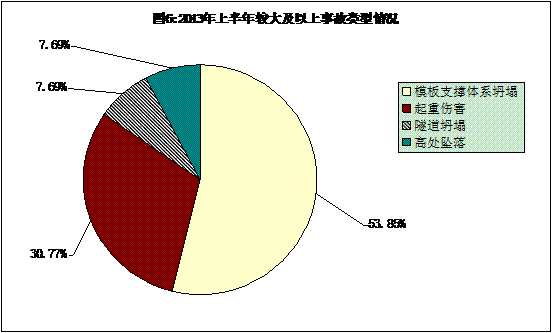 图6:2013年上半年较大及以上事故类型情况
7.69%
7.69%
30.77%
53.85%
模板支撑体系坍塌
起重伤害
隧道坍塌
高处坠落